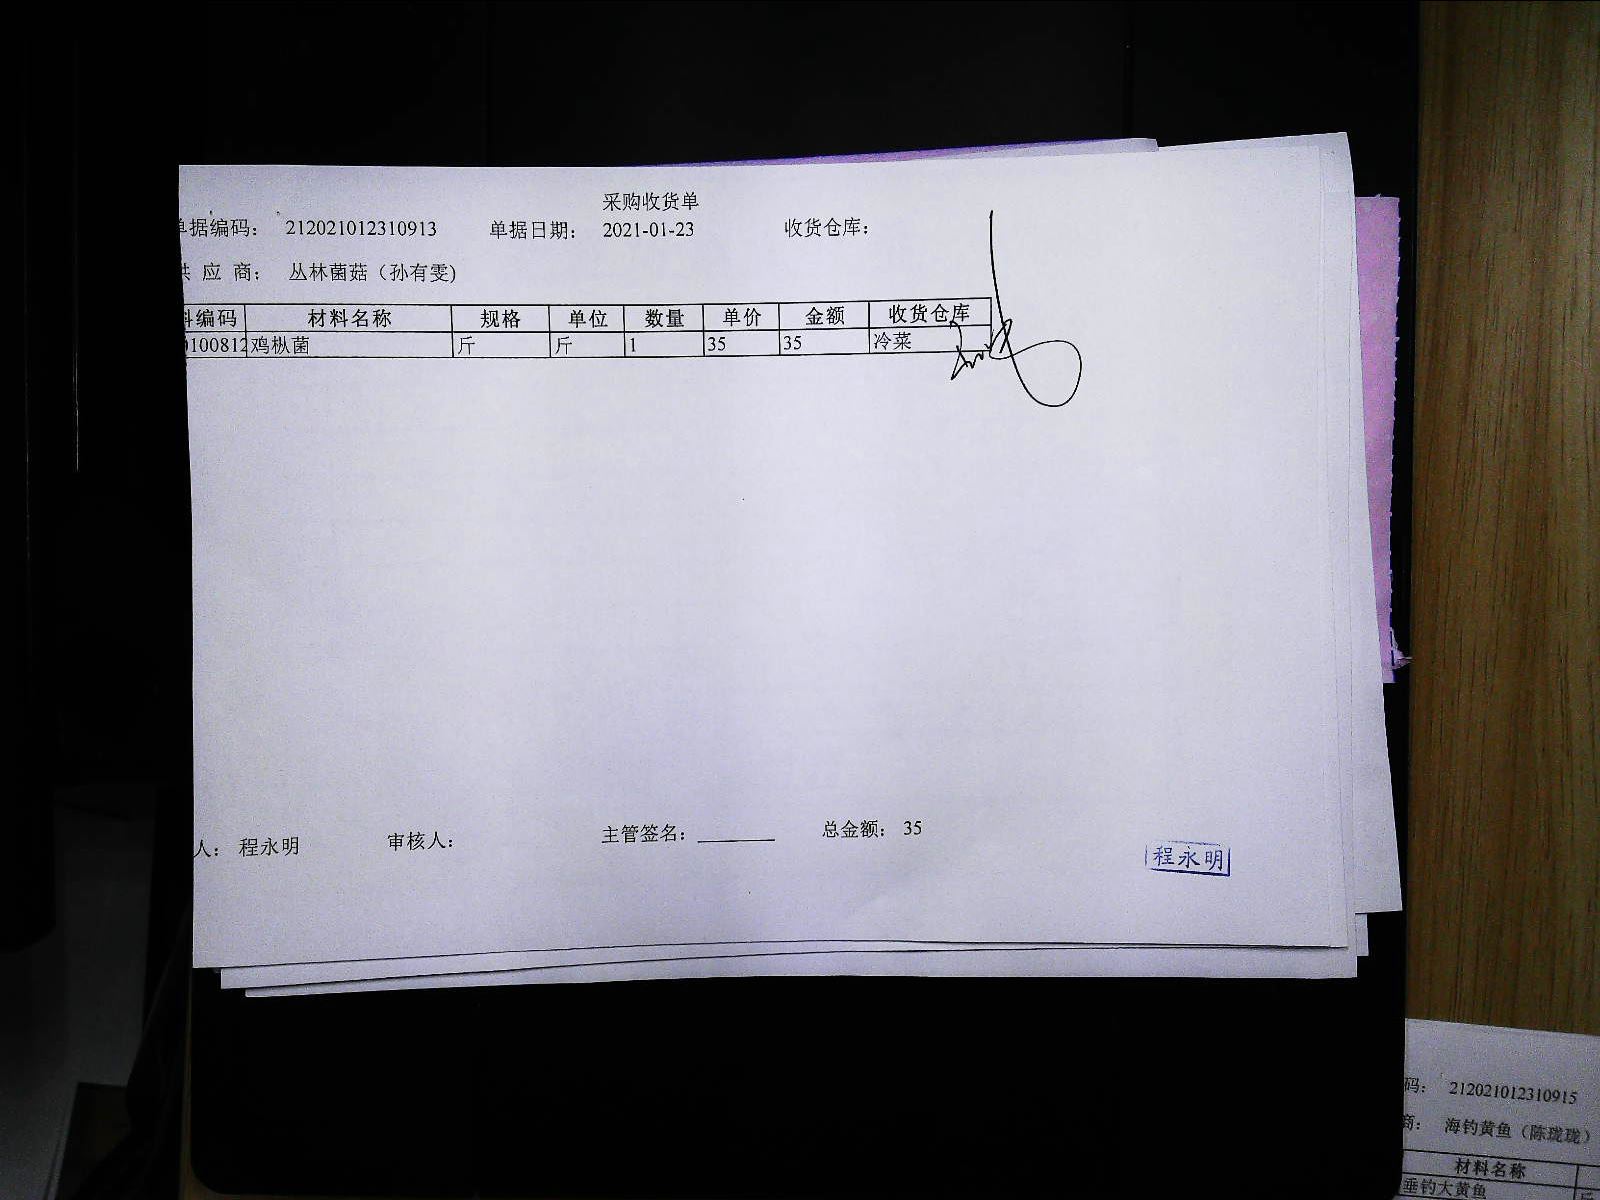 采购收货单
单据编码： 212021012310913 单据日期： 2021-01-23 收货仓库：
供 应 商： 丛林菌菇（孙有雯)
料编码 材料名称 规格 单位 数量 单价 金额 收货仓库
0100812 鸡枞菌 斤 斤 1 35 35 冷菜
人： 程永明 审核人： 主管签名： 总金额： 35
程永明
码： 212021012310915
商： 海钓黄鱼（陈珑珑）
材料名称
垂钓大黄鱼 斤